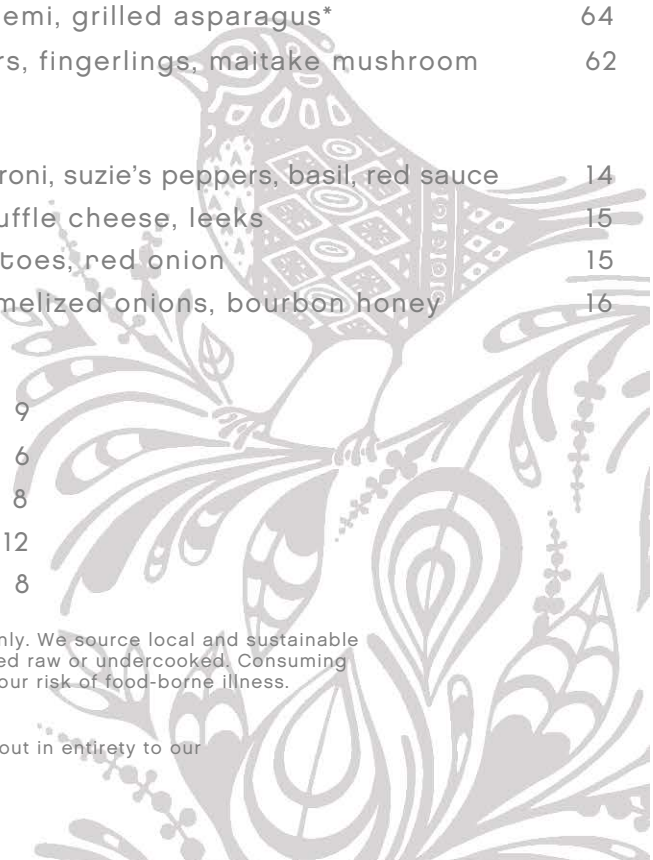 emi, grilled asparagus* 64
rs, fingerlings, maitake mushroom 62
roni, suzie's peppers, basil, red sauce 14
uffle cheese, leeks 15
toes, red onion 15
melized onions, bourbon honey 16
9
6
8
12
8
nly. We source local and sustainable
ed raw or undercooked. Consuming
our risk of food-borne illness.
out in entirety to our